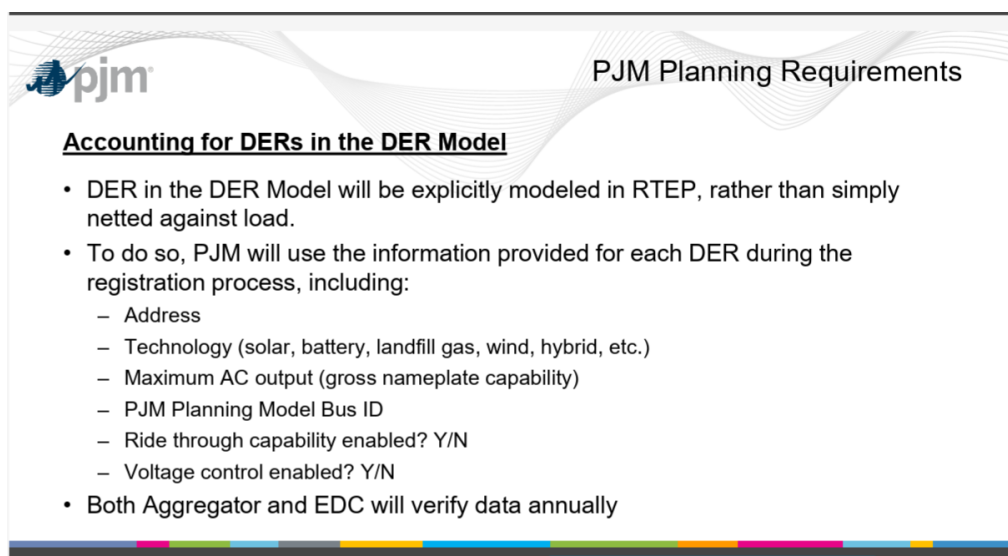 pjm
PJM Planning Requirements
Accounting for DERs in the DER Model
• DER in the DER Model will be explicitly modeled in RTEP, rather than simply
netted against load.
• To do so, PJM will use the information provided for each DER during the
registration process, including:
– Address
– Technology (solar, battery, landfill gas, wind, hybrid, etc.)
– Maximum AC output (gross nameplate capability)
– PJM Planning Model Bus ID
– Ride through capability enabled? Y/N
– Voltage control enabled? Y/N
• Both Aggregator and EDC will verify data annually